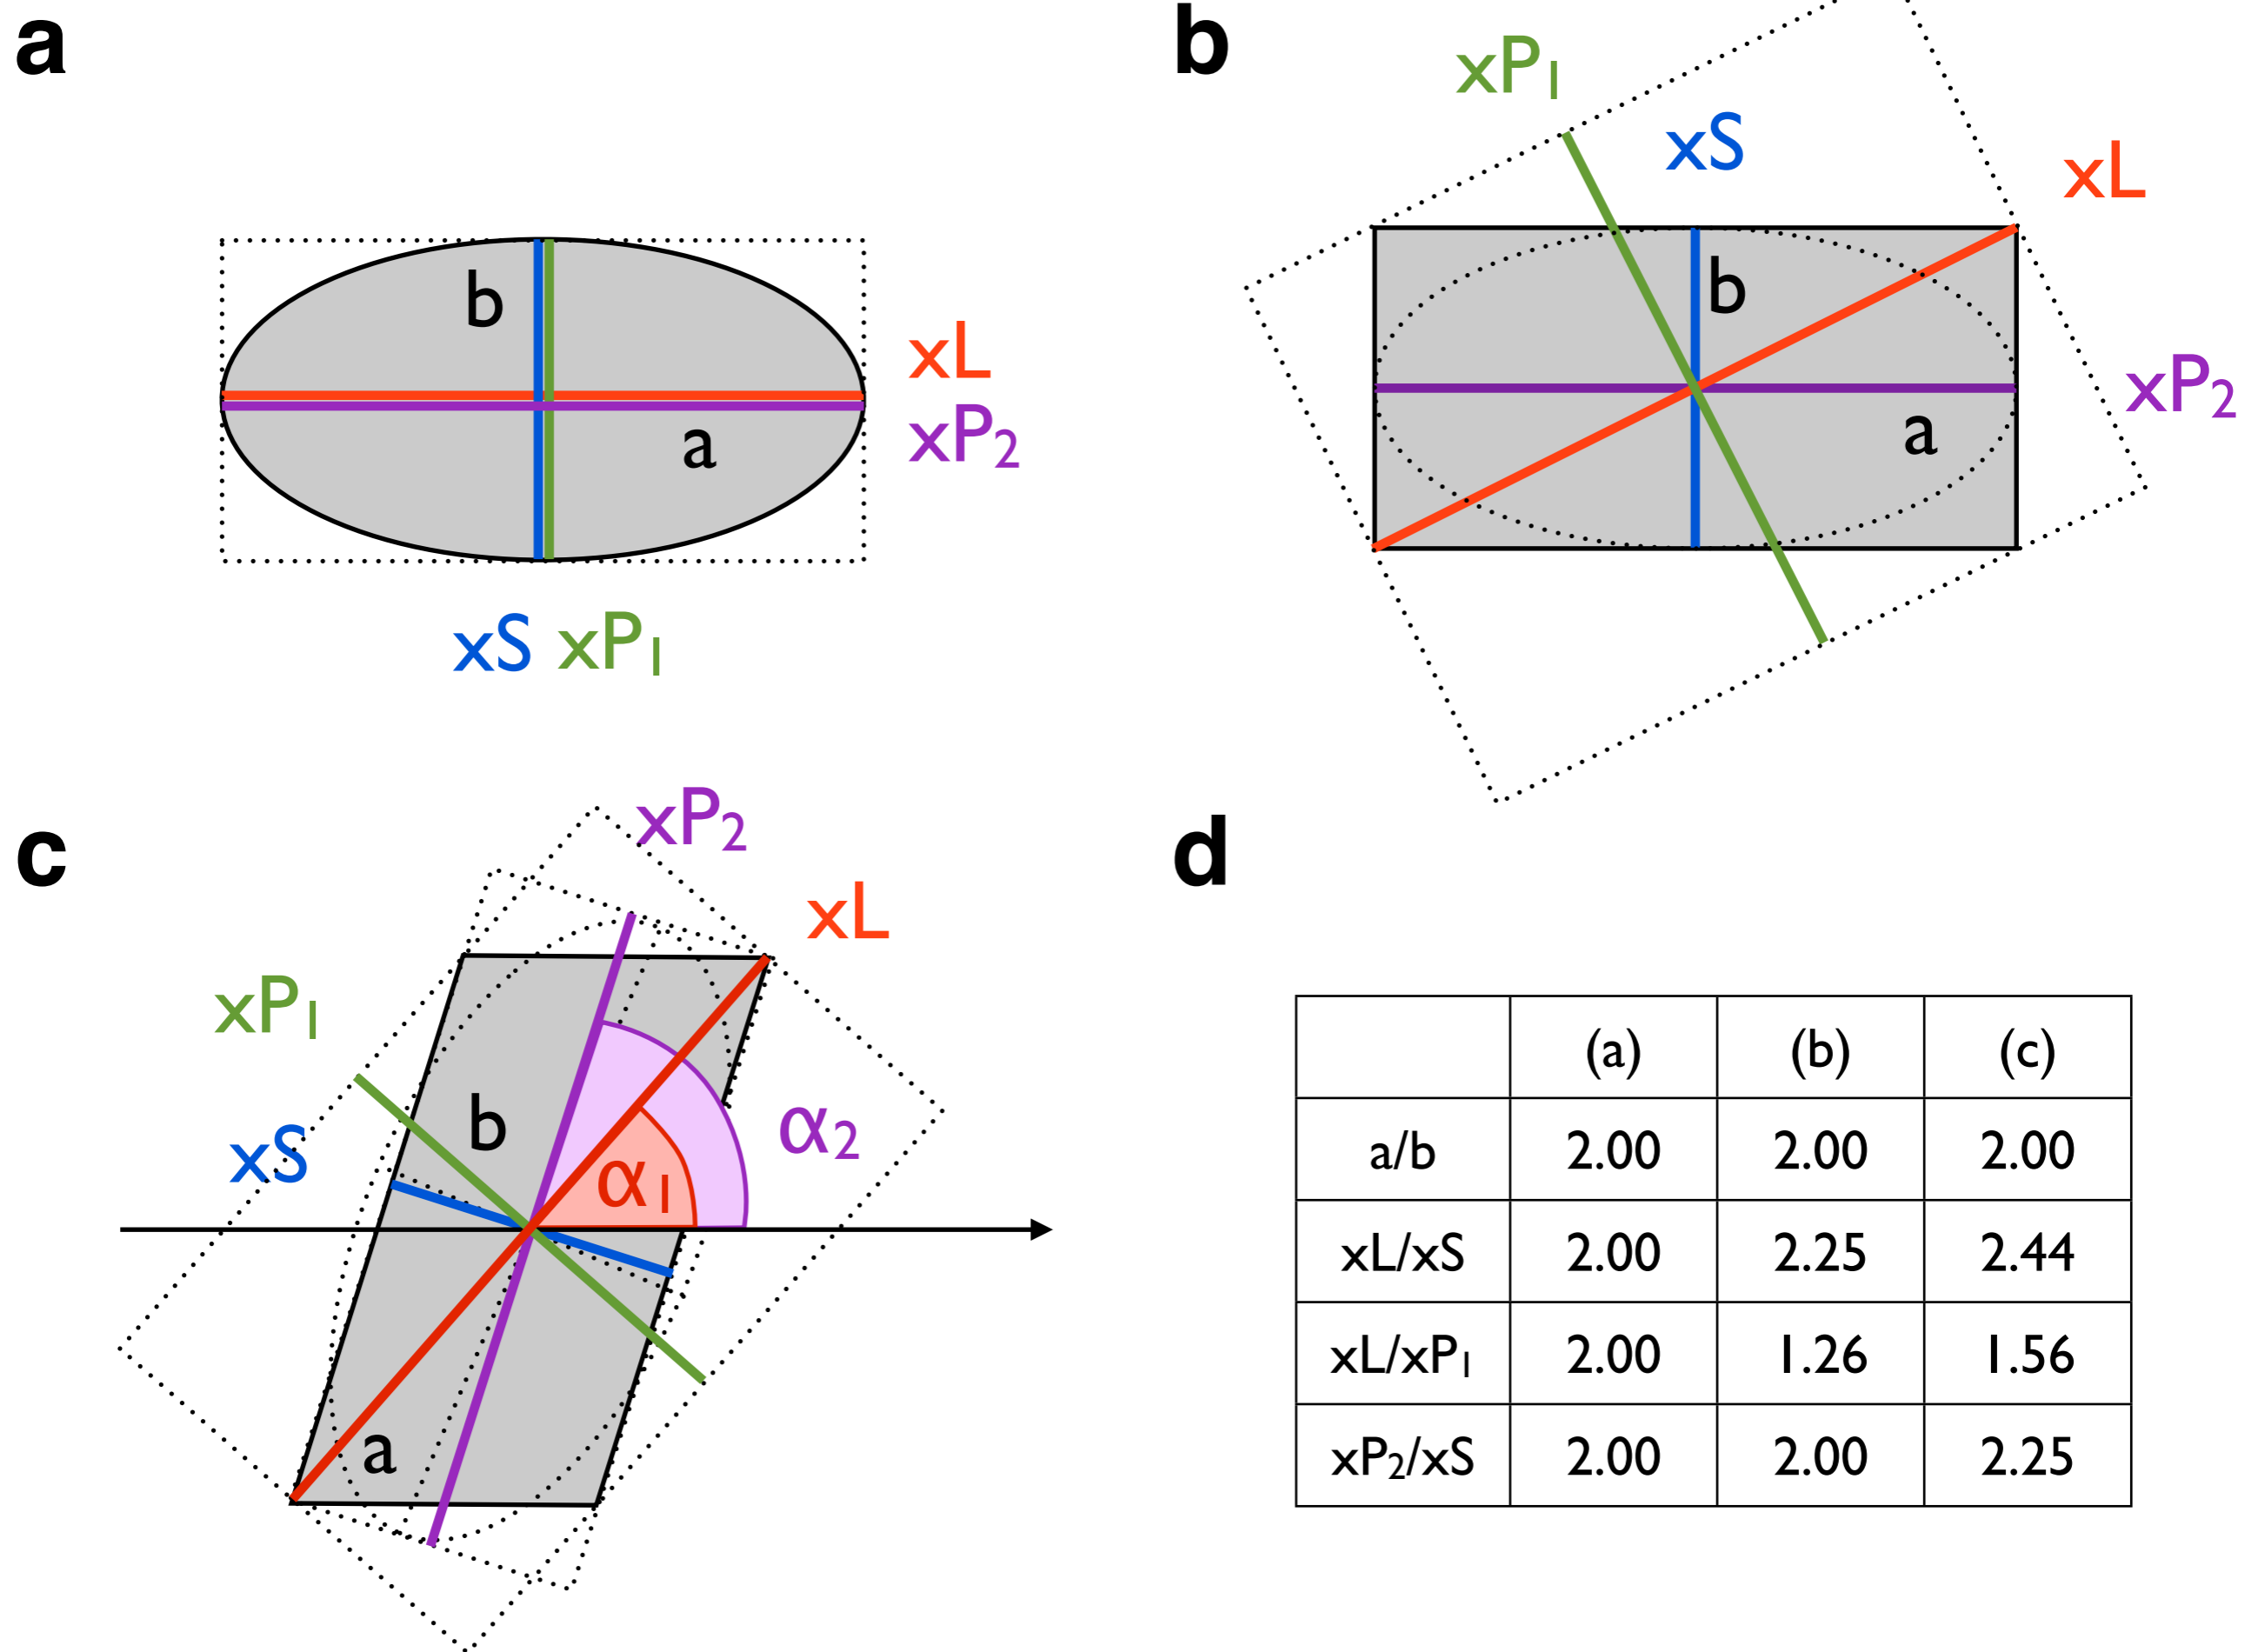 a
b
xL
xP₂
a
xS xP₁
b
xP₁
xS
xL
b
xP₂
a
c
xP₂
xL
xP₁
b
xS
α₂
α₁
a
d
(a) (b) (c)
a/b 2.00 2.00 2.00
xL/xS 2.00 2.25 2.44
xL/xP₁ 2.00 1.26 1.56
xP₂/xS 2.00 2.00 2.25